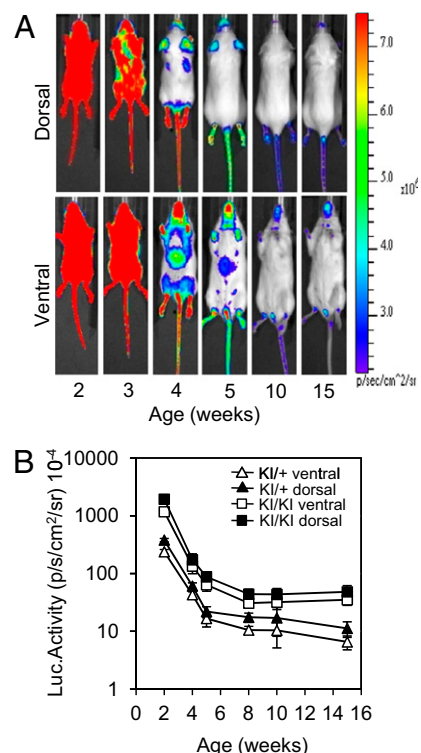 A
Dorsal
Ventral
2 3 4 5 10 15
Age (weeks)
7.0
6.0
5.0
4.0
3.0
p/sec/cm^2/sr
B
Luc.Activity (p/s/cm2/sr) 10-4
10000
1000
100
10
1
KI/+ ventral
KI/+ dorsal
KI/KI ventral
KI/KI dorsal
0 2 4 6 8 10 12 14 16
Age (weeks)